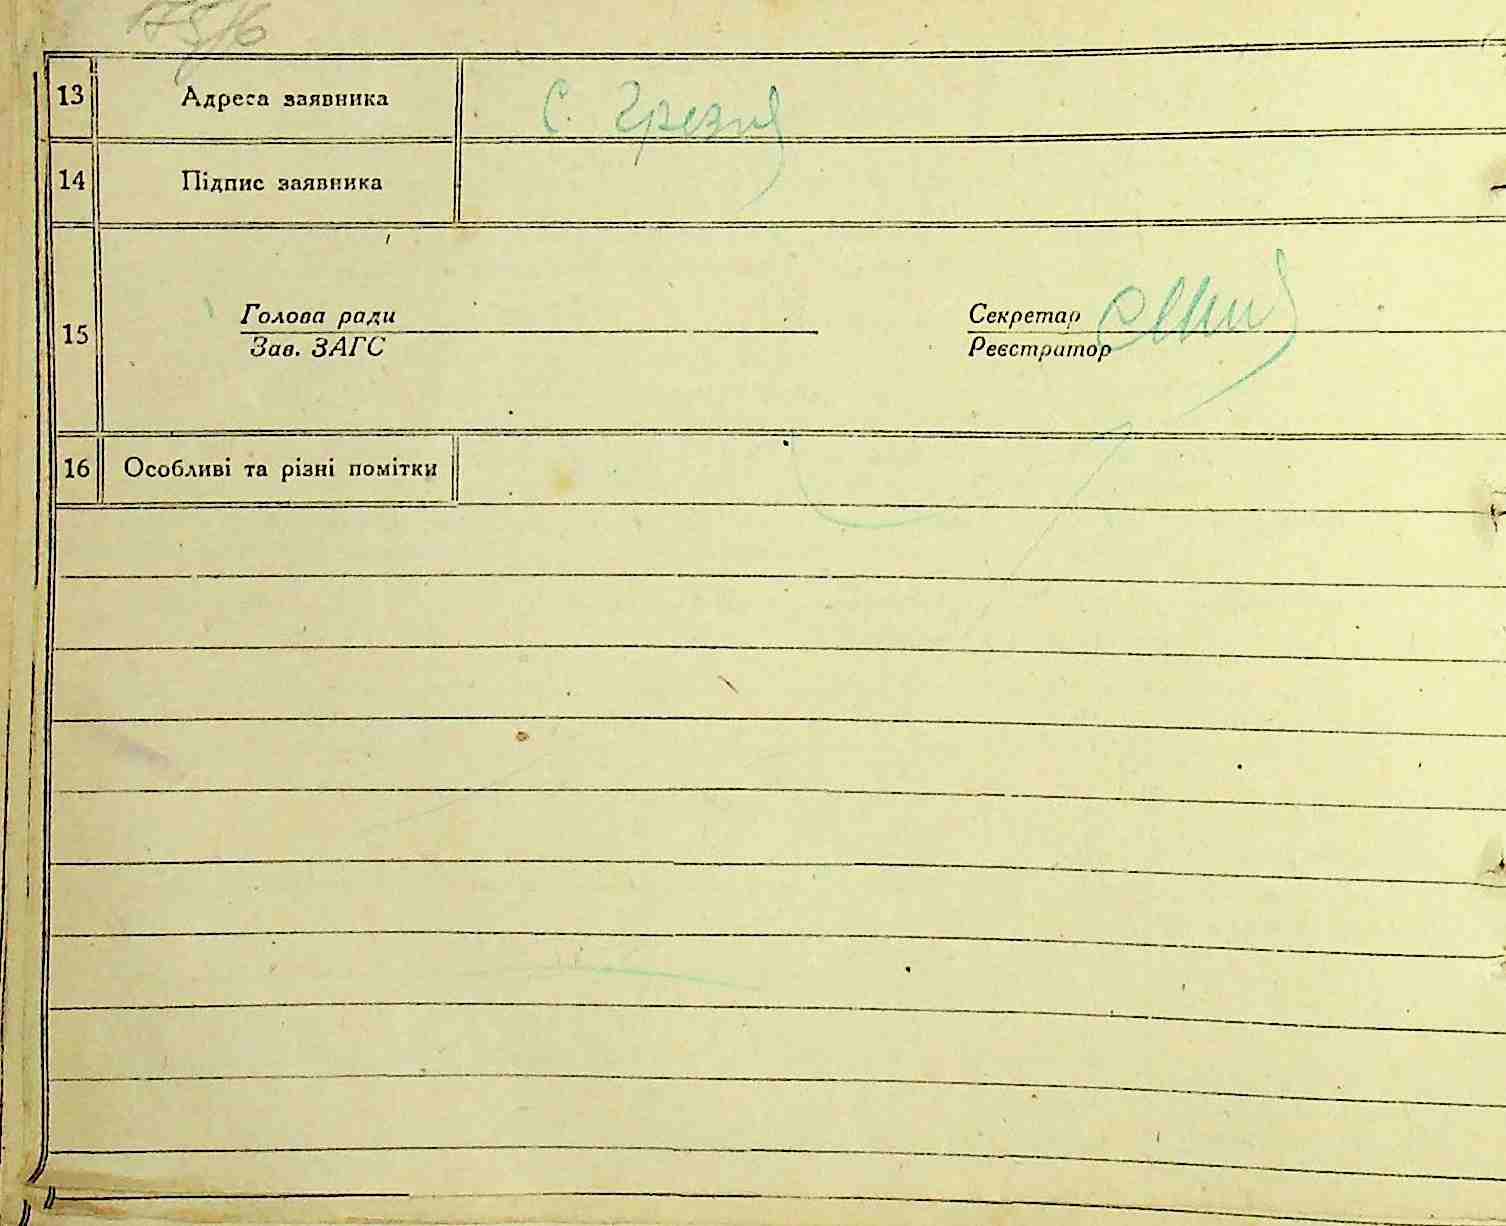 13 Адреса заявника с. Грезля
14 Підпис заявника
15 Голова ради Секретар
Зав. ЗАГС Реєстратор
16 Особливі та різні помітки